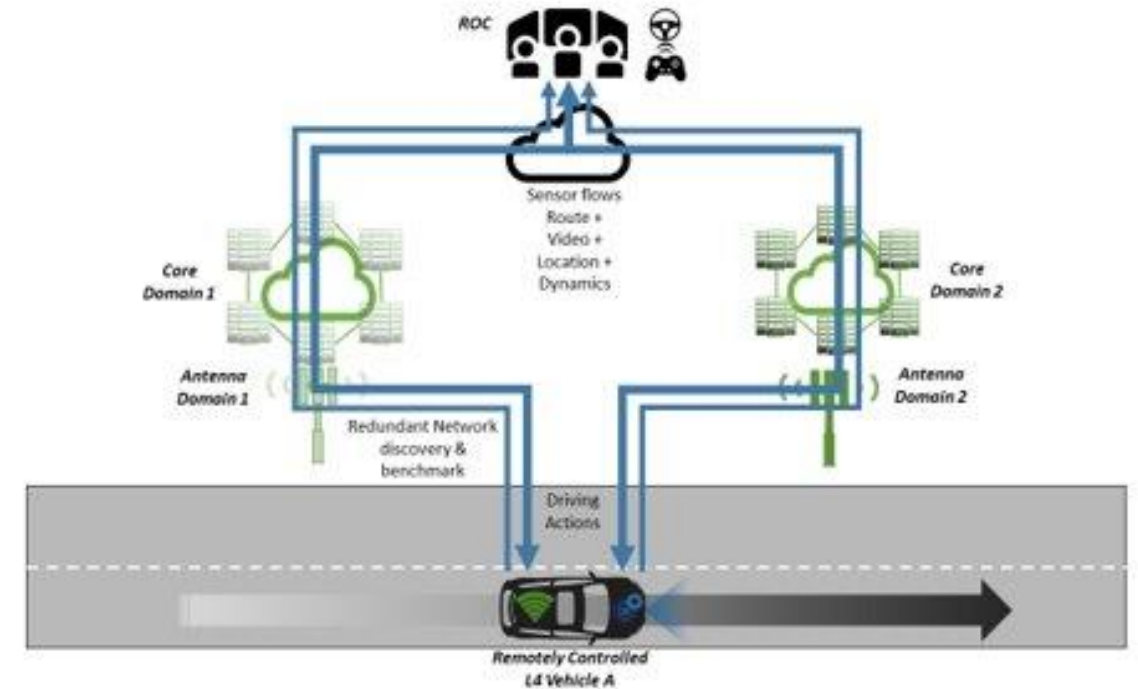 ROC
Sensor flows
Route +
Video +
Location +
Dynamics
Core
Domain 1
Core
Domain 2
Antenna
Domain 1
Antenna
Domain 2
Redundant Network
discovery &
benchmark
Driving
Actions
Remotely Controlled
L4 Vehicle A